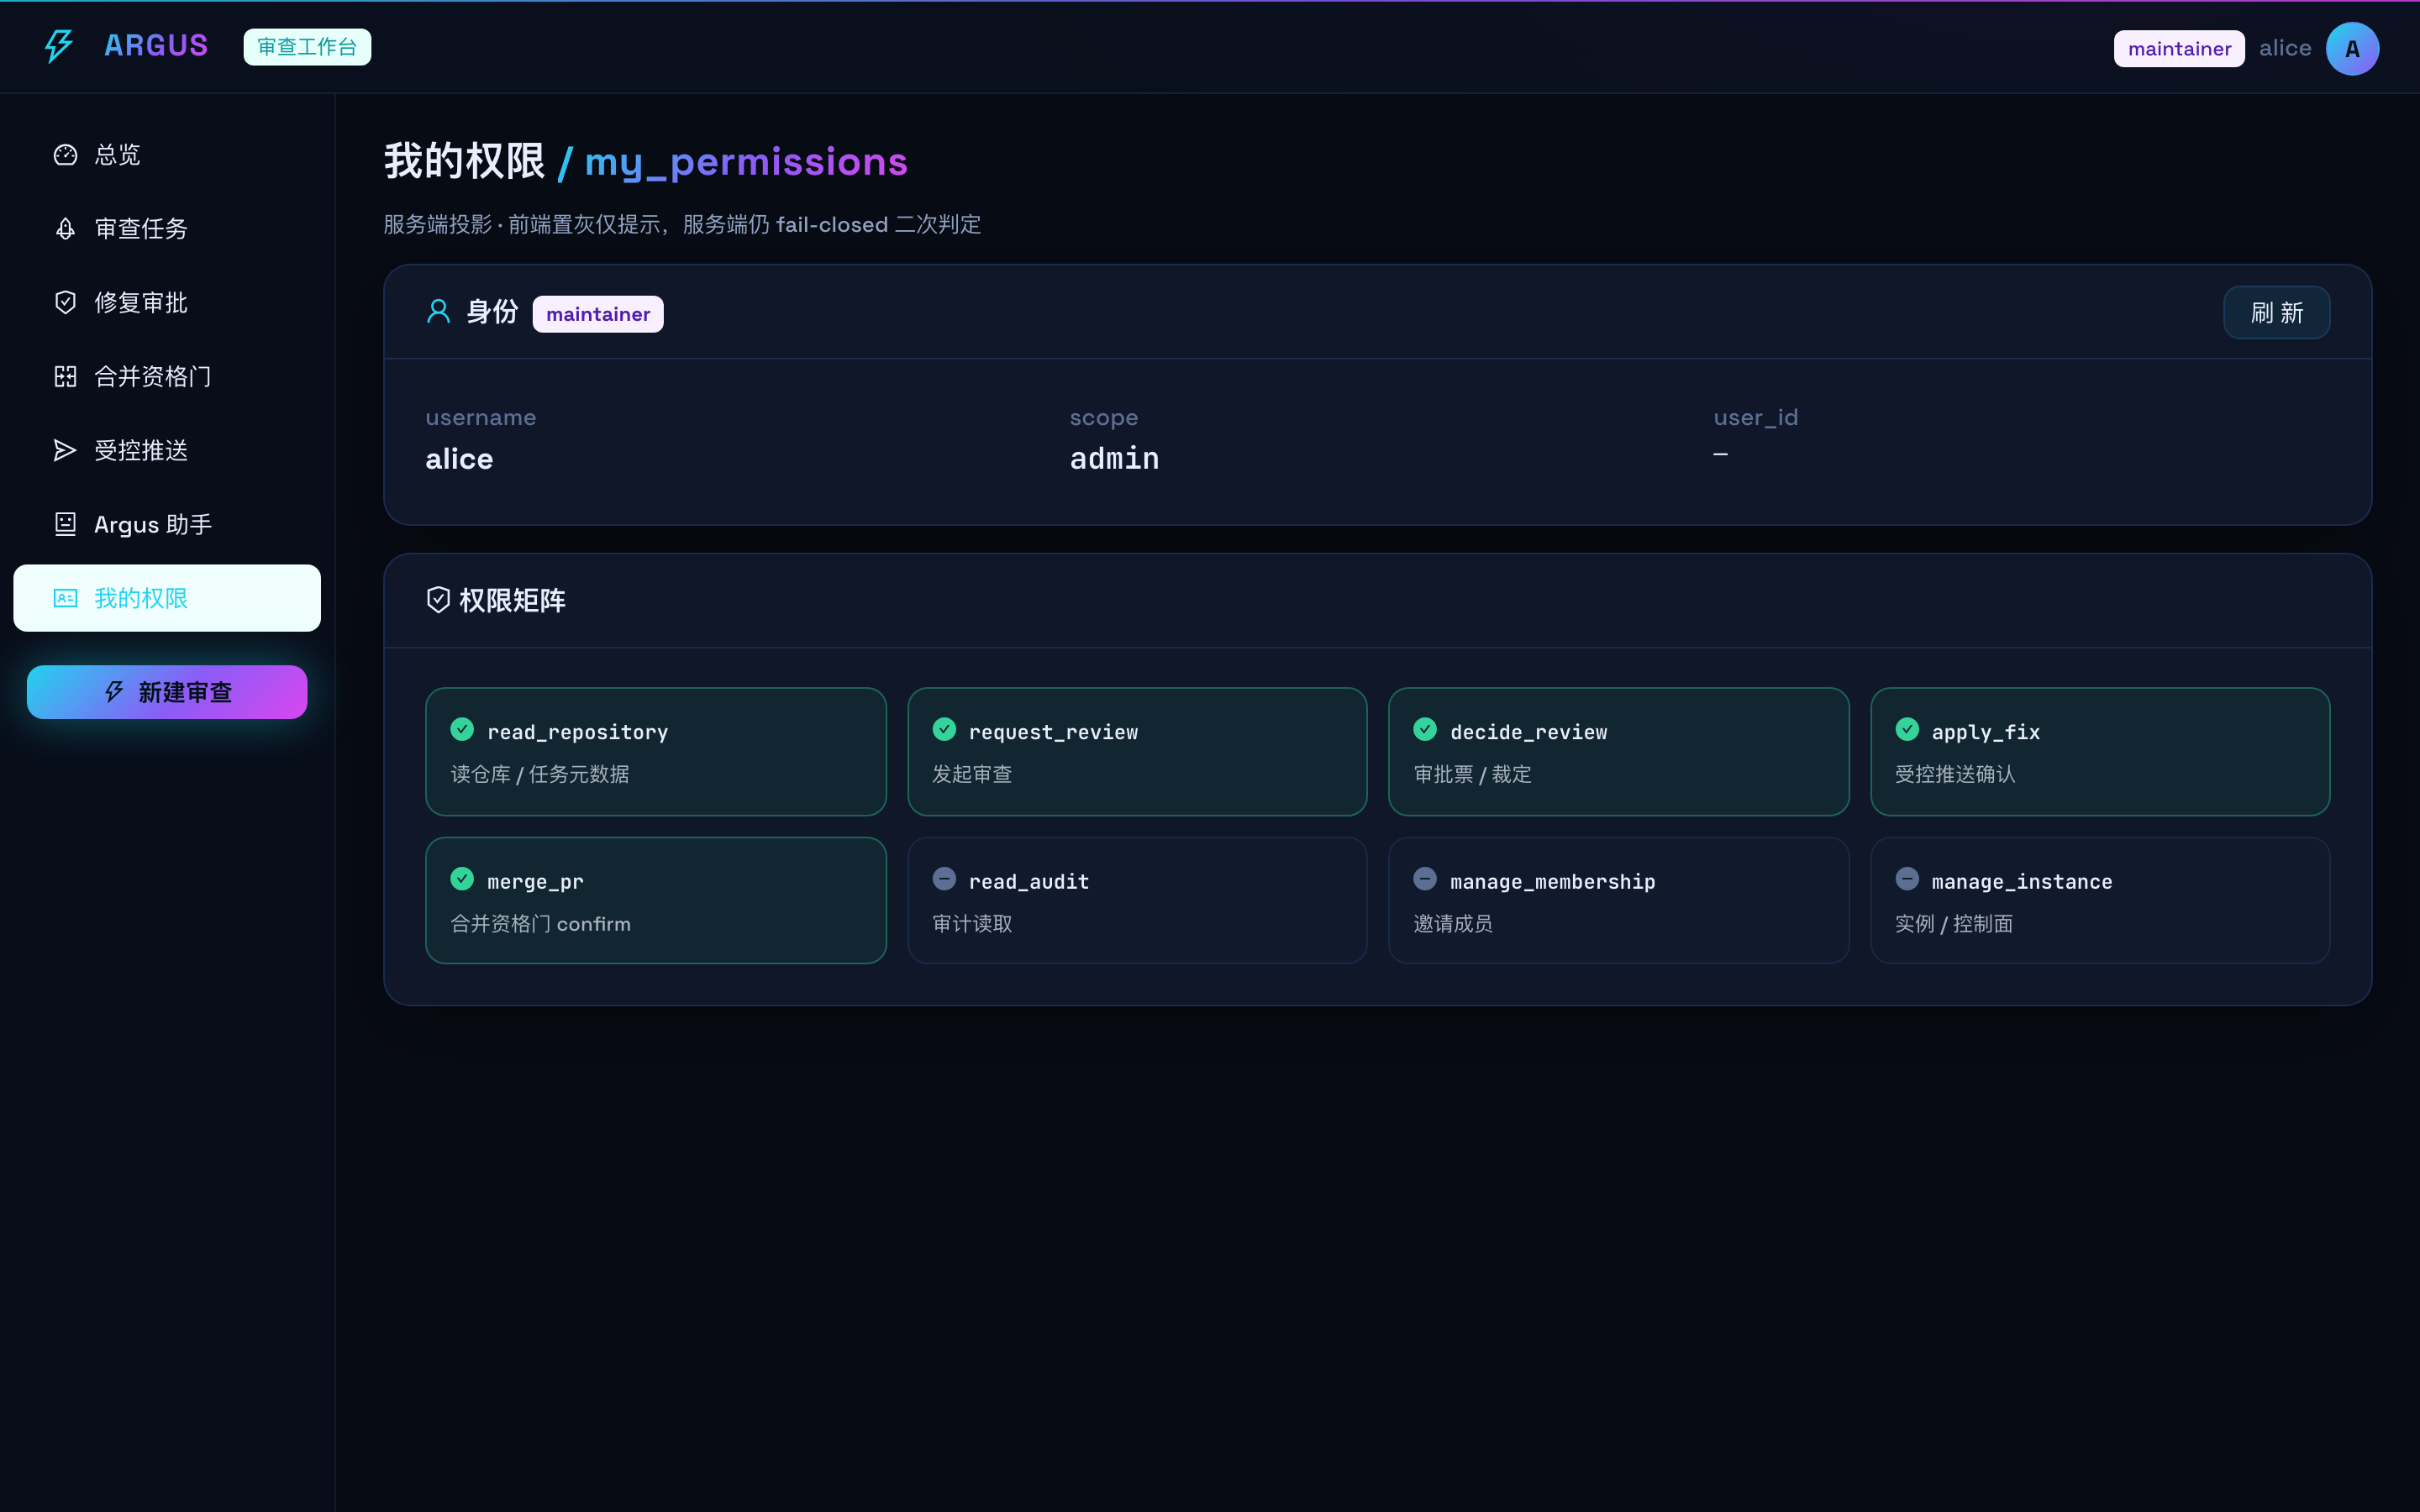 ARGUS 审查工作台 maintainer alice A
总览
审查任务
修复审批
合并资格门
受控推送
Argus 助手
我的权限
新建审查
我的权限 / my_permissions
服务端投影 · 前端置灰仅提示，服务端仍 fail-closed 二次判定
身份 maintainer 刷 新
username scope user_id
alice admin —
权限矩阵
read_repository request_review decide_review apply_fix
读仓库 / 任务元数据 发起审查 审批票 / 裁定 受控推送确认
merge_pr read_audit manage_membership manage_instance
合并资格门 confirm 审计读取 邀请成员 实例 / 控制面